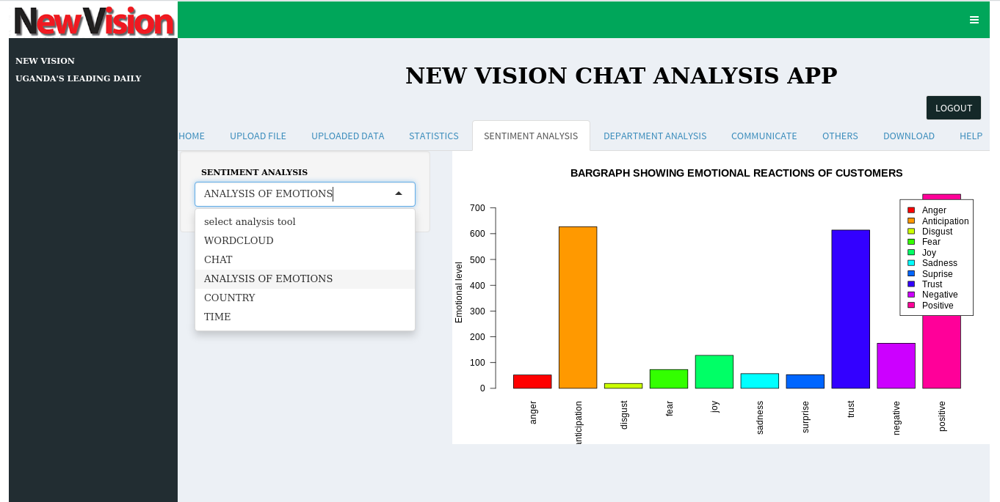 NewVision
NEW VISION
UGANDA'S LEADING DAILY
NEW VISION CHAT ANALYSIS APP
LOGOUT
HOME UPLOAD FILE UPLOADED DATA STATISTICS SENTIMENT ANALYSIS DEPARTMENT ANALYSIS COMMUNICATE OTHERS DOWNLOAD HELP
SENTIMENT ANALYSIS
ANALYSIS OF EMOTIONS
select analysis tool
WORDCLOUD
CHAT
ANALYSIS OF EMOTIONS
COUNTRY
TIME
BARGRAPH SHOWING EMOTIONAL REACTIONS OF CUSTOMERS
Emotional level
700
600
500
400
300
200
100
0
Anger
Anticipation
Disgust
Fear
Joy
Sadness
Suprise
Trust
Negative
Positive
anger
nticipation
disgust
fear
joy
sadness
surprise
trust
negative
positive